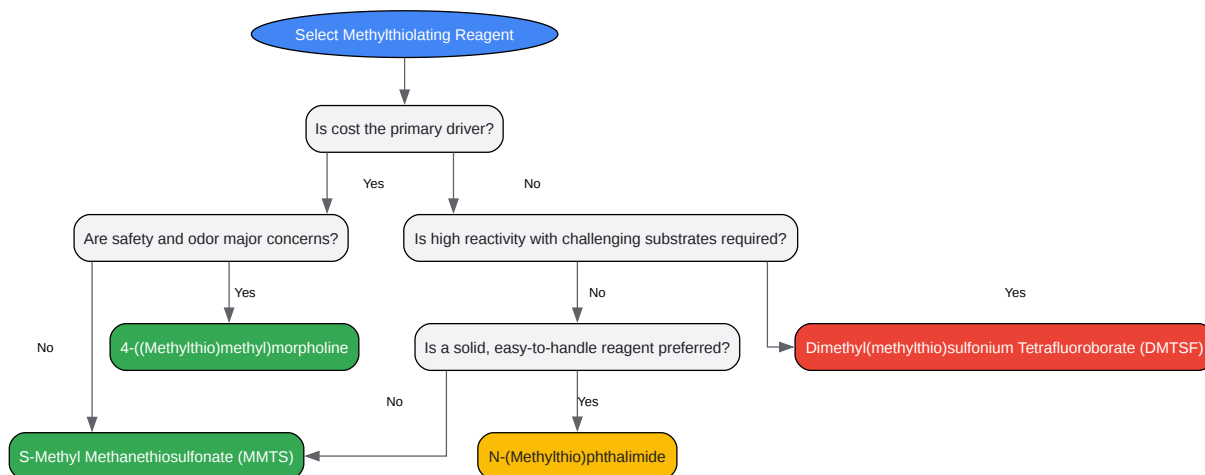 Select Methylthiolating Reagent
Is cost the primary driver?
Yes
No
Are safety and odor major concerns?
Is high reactivity with challenging substrates required?
Yes
No
Yes
No
4-((Methylthio)methyl)morpholine
Is a solid, easy-to-handle reagent preferred?
Dimethyl(methylthio)sulfonium Tetrafluoroborate (DMTSF)
No
Yes
S-Methyl Methanethiosulfonate (MMTS)
N-(Methylthio)phthalimide